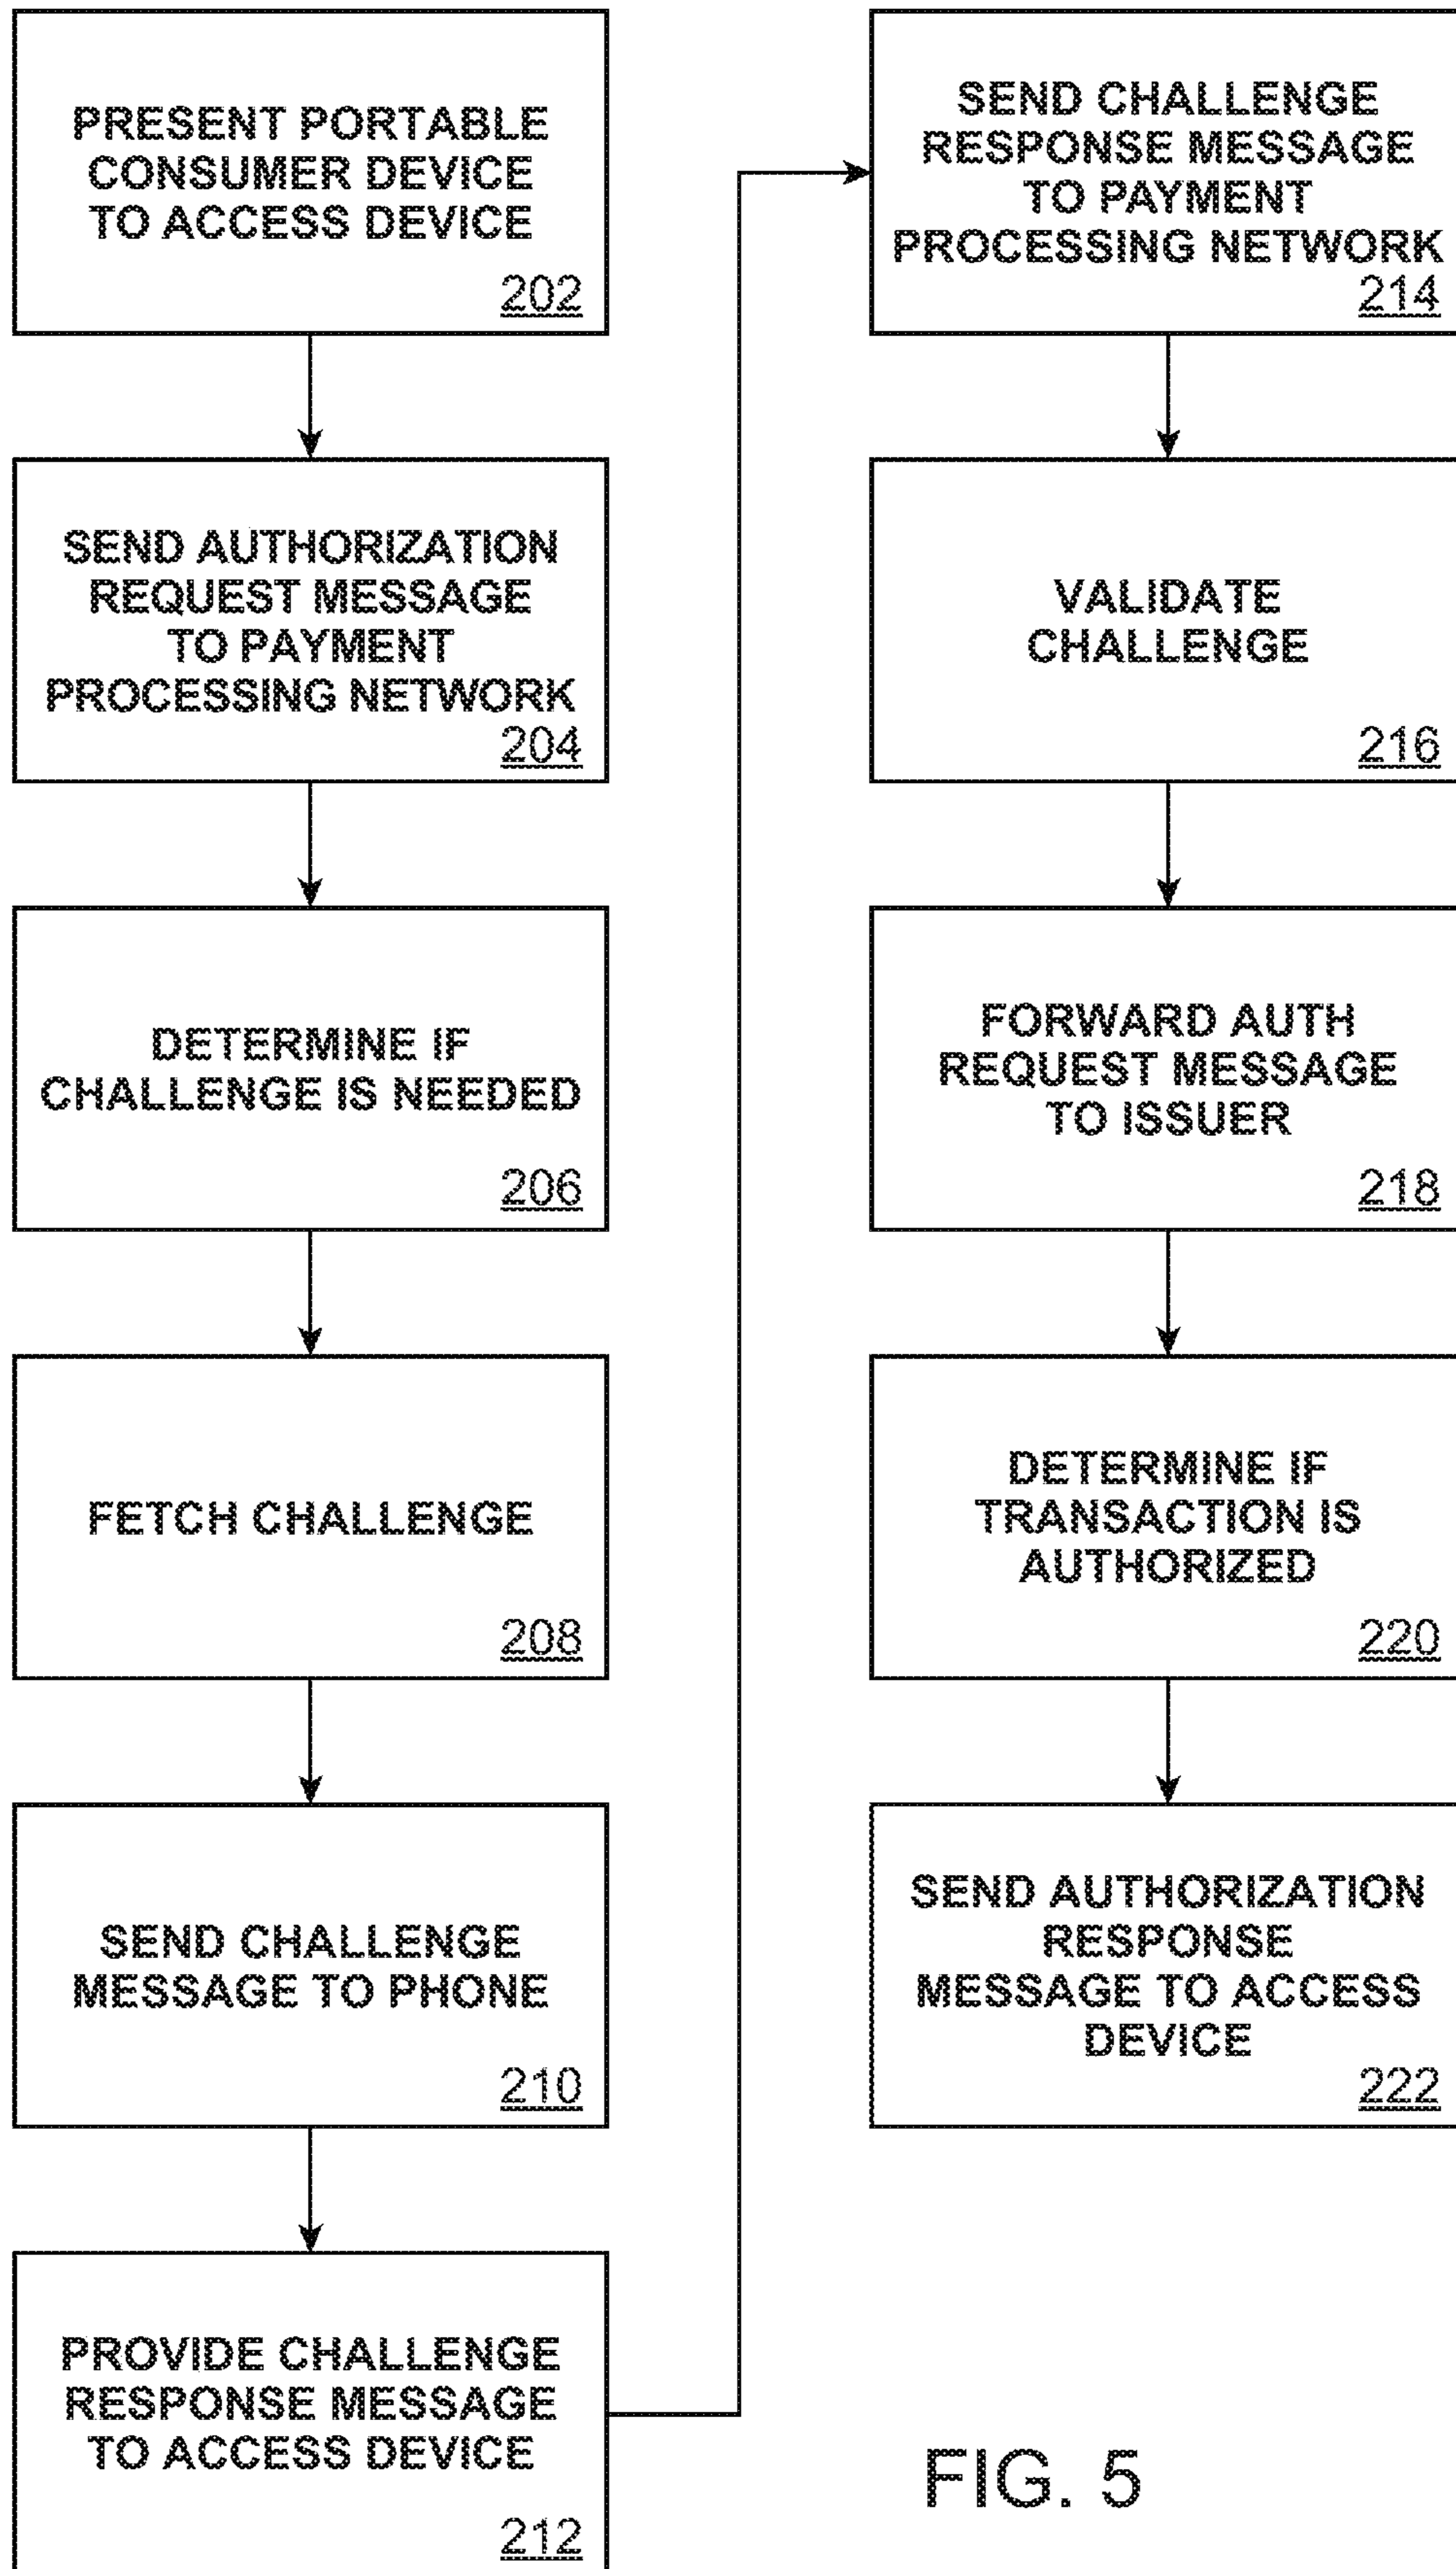 PRESENT PORTABLE
CONSUMER DEVICE
TO ACCESS DEVICE
202
SEND AUTHORIZATION
REQUEST MESSAGE
TO PAYMENT
PROCESSING NETWORK
204
DETERMINE IF
CHALLENGE IS NEEDED
206
FETCH CHALLENGE
208
SEND CHALLENGE
MESSAGE TO PHONE
210
PROVIDE CHALLENGE
RESPONSE MESSAGE
TO ACCESS DEVICE
212
SEND CHALLENGE
RESPONSE MESSAGE
TO PAYMENT
PROCESSING NETWORK
214
VALIDATE
CHALLENGE
216
FORWARD AUTH
REQUEST MESSAGE
TO ISSUER
218
DETERMINE IF
TRANSACTION IS
AUTHORIZED
220
SEND AUTHORIZATION
RESPONSE
MESSAGE TO ACCESS
DEVICE
222
FIG. 5